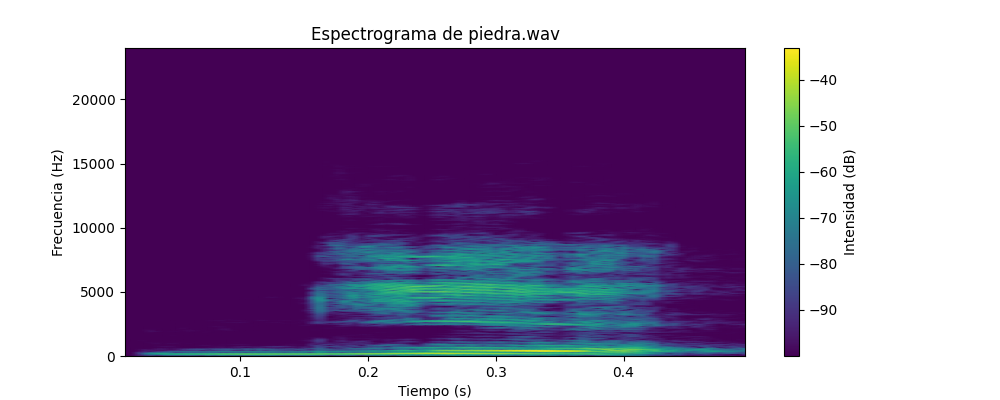 Espectrograma de piedra.wav
20000
15000
10000
5000
0
Frecuencia (Hz)
0.1 0.2 0.3 0.4
Tiempo (s)
−40
−50
−60
−70
−80
−90
Intensidad (dB)